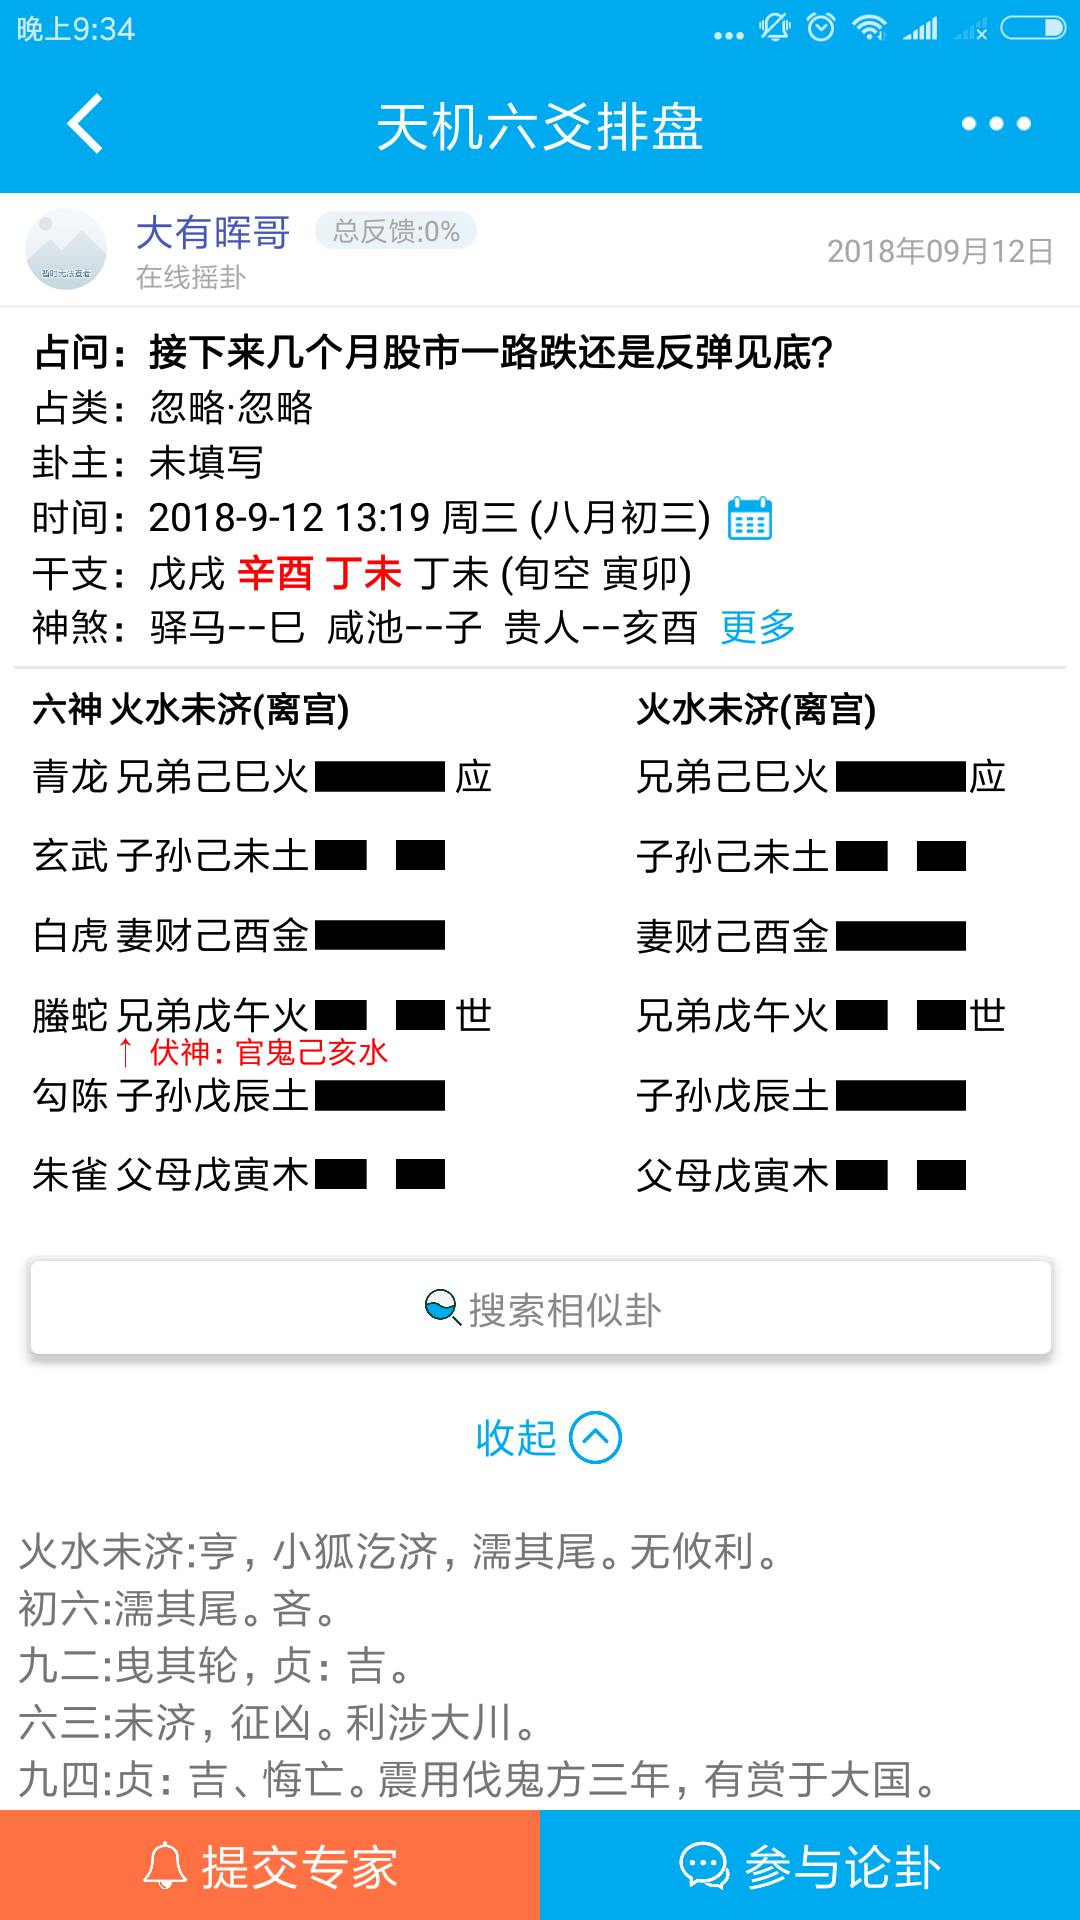 晚上9:34
天机六爻排盘
大有晖哥 总反馈:0%
在线摇卦
2018年09月12日
暂时无法查看
占问：接下来几个月股市一路跌还是反弹见底?
占类：忽略·忽略
卦主：未填写
时间：2018-9-12 13:19 周三 (八月初三)
干支：戊戌 辛酉 丁未 丁未 (旬空 寅卯)
神煞：驿马--巳 咸池--子 贵人--亥酉 更多
六神 火水未济(离宫) 火水未济(离宫)
青龙 兄弟己巳火 应 兄弟己巳火 应
玄武 子孙己未土 子孙己未土
白虎 妻财己酉金 妻财己酉金
螣蛇 兄弟戊午火 世 兄弟戊午火 世
↑ 伏神：官鬼己亥水
勾陈 子孙戊辰土 子孙戊辰土
朱雀 父母戊寅木 父母戊寅木
搜索相似卦
收起
火水未济:亨，小狐汔济，濡其尾。无攸利。
初六:濡其尾。吝。
九二:曳其轮，贞：吉。
六三:未济，征凶。利涉大川。
九四:贞：吉、悔亡。震用伐鬼方三年，有赏于大国。
提交专家 参与论卦